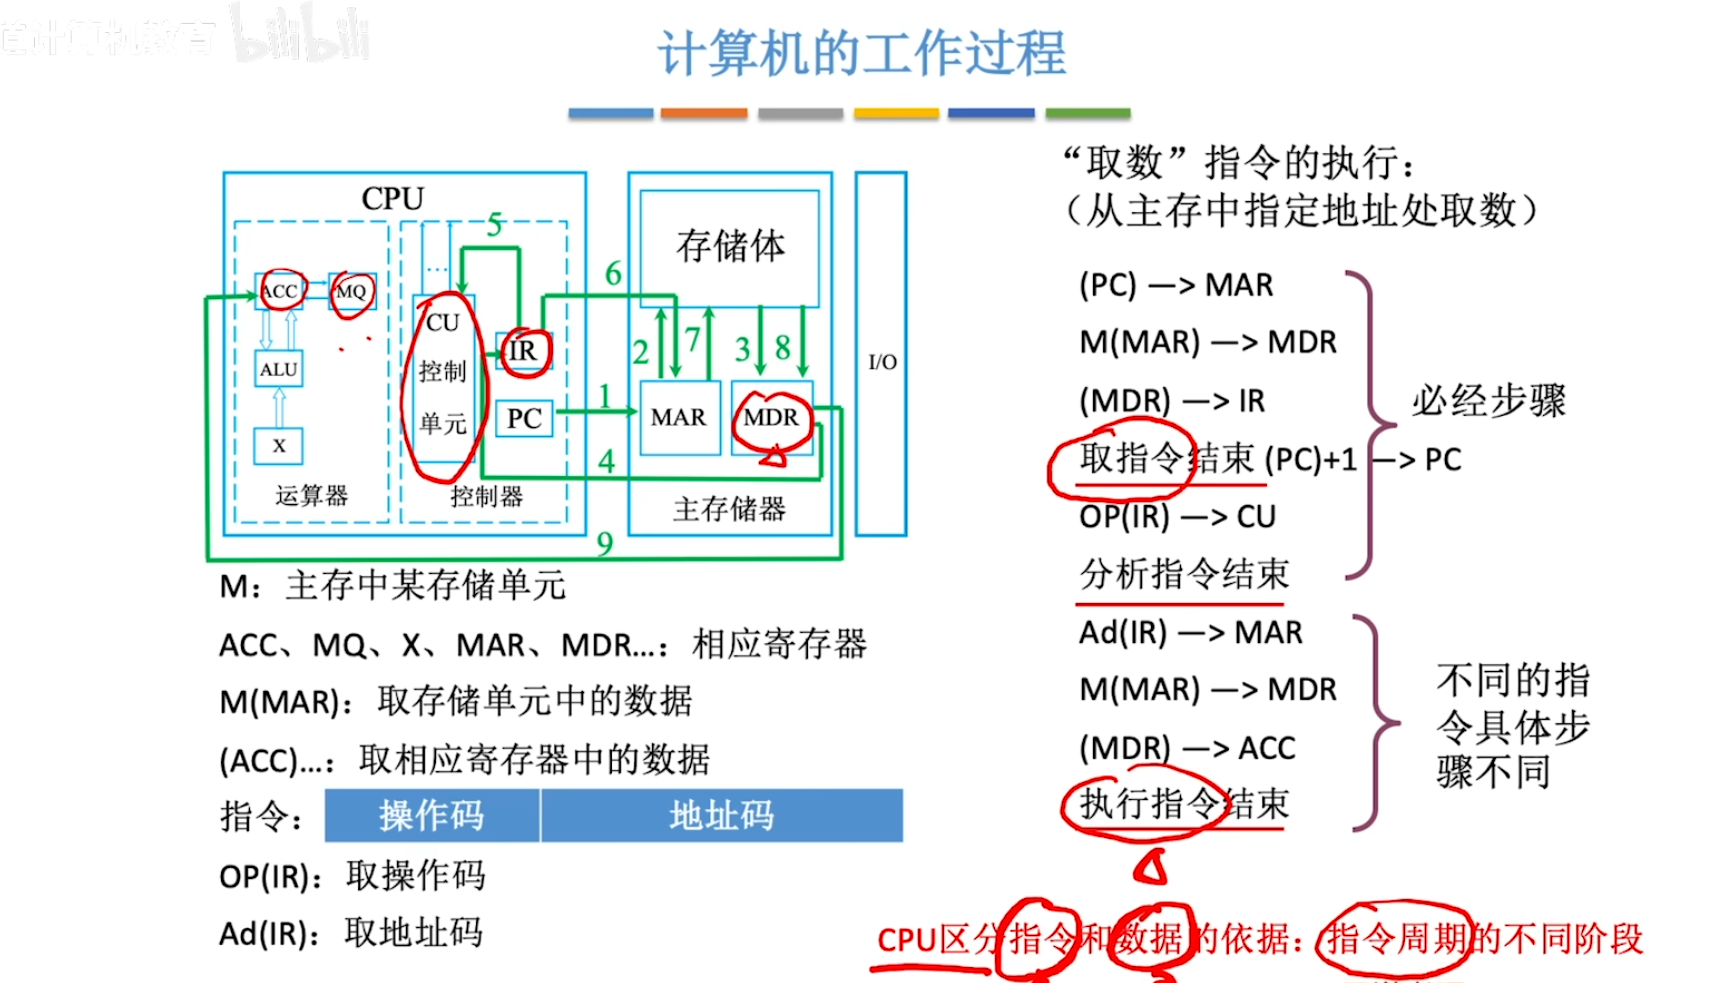 计算机教育 bilibili
计算机的工作过程
CPU
ACC
MQ
ALU
X
运算器
...
CU
控制
单元
IR
PC
控制器
存储体
MAR
MDR
主存储器
I/O
1
2
3
4
5
6
7
8
9
M：主存中某存储单元
ACC、MQ、X、MAR、MDR...：相应寄存器
M(MAR)：取存储单元中的数据
(ACC)...：取相应寄存器中的数据
指令： 操作码 地址码
OP(IR)：取操作码
Ad(IR)：取地址码
“取数”指令的执行：
（从主存中指定地址处取数）
(PC) —> MAR
M(MAR) —> MDR
(MDR) —> IR
取指令结束 (PC)+1 —> PC
OP(IR) —> CU
分析指令结束
必经步骤
Ad(IR) —> MAR
M(MAR) —> MDR
(MDR) —> ACC
执行指令结束
不同的指
令具体步
骤不同
CPU区分指令和数据的依据：指令周期的不同阶段